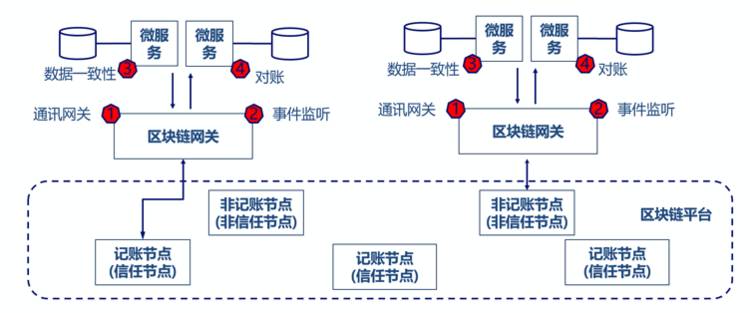 微服
务
微服
务
微服
务
微服
务
数据一致性
3
4
对账
数据一致性
3
4
对账
通讯网关
1
2
事件监听
通讯网关
1
2
事件监听
区块链网关
区块链网关
非记账节点
(非信任节点)
非记账节点
(非信任节点)
区块链平台
记账节点
(信任节点)
记账节点
(信任节点)
记账节点
(信任节点)